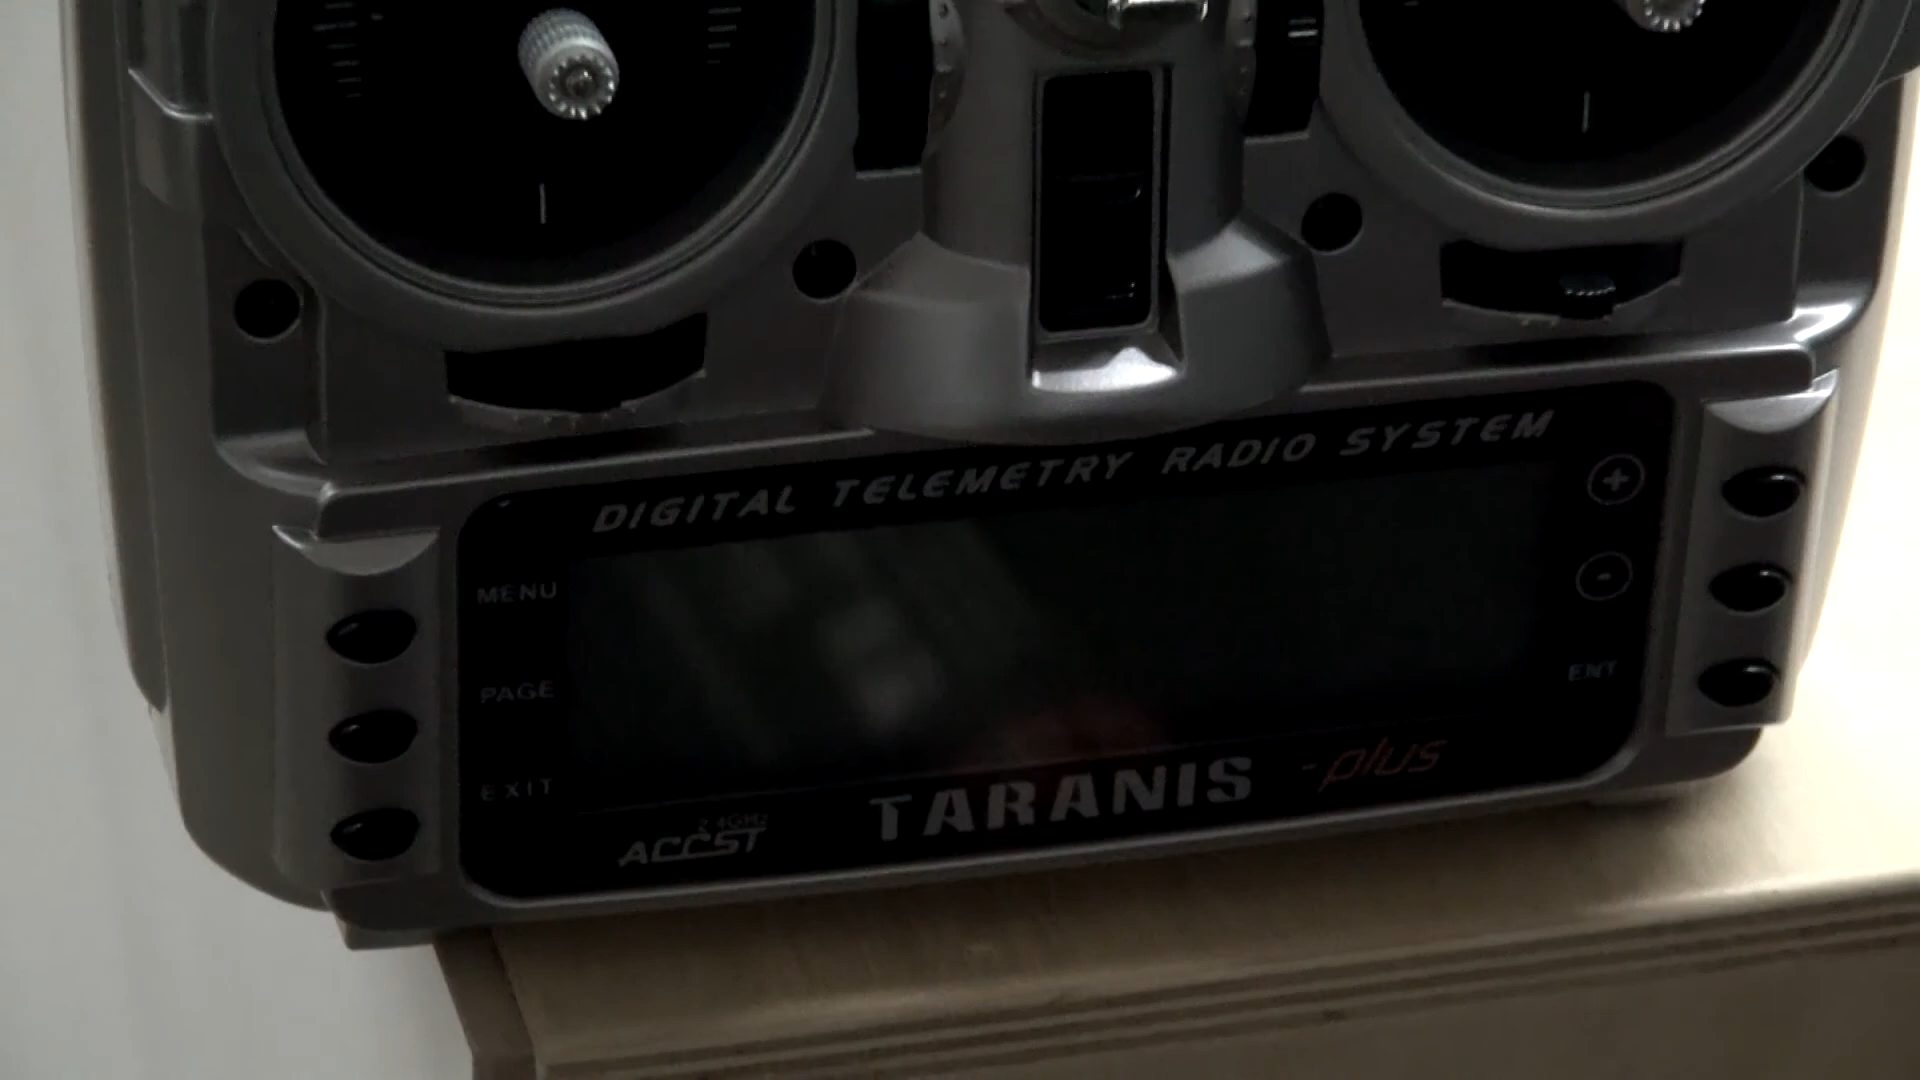 DIGITAL TELEMETRY RADIO SYSTEM
MENU
PAGE
EXIT
+
-
ENT
2.4GHz
ACCST
TARANIS -plus